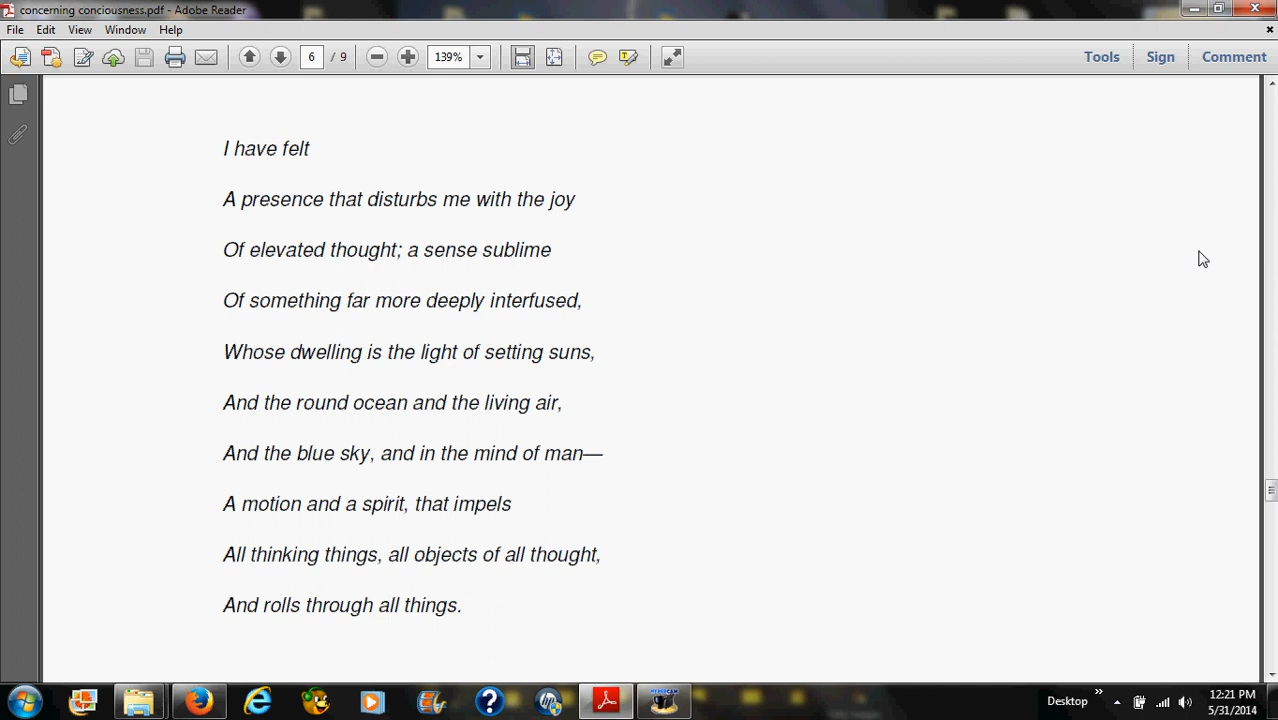 concerning conciousness.pdf - Adobe Reader
File Edit View Window Help
6 / 9 139% Tools Sign Comment
I have felt
A presence that disturbs me with the joy
Of elevated thought; a sense sublime
Of something far more deeply interfused,
Whose dwelling is the light of setting suns,
And the round ocean and the living air,
And the blue sky, and in the mind of man—
A motion and a spirit, that impels
All thinking things, all objects of all thought,
And rolls through all things.
Desktop » 12:21 PM
5/31/2014